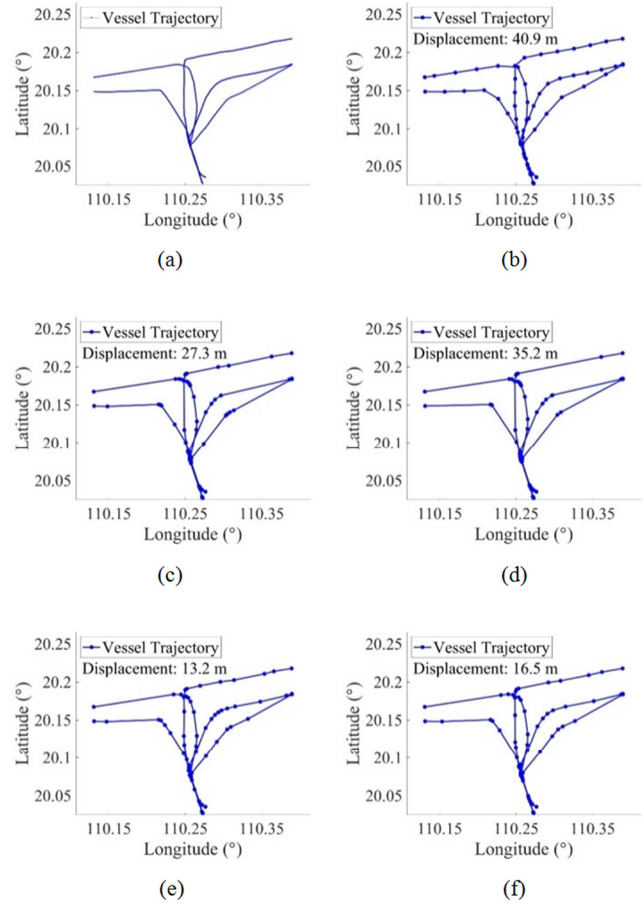 Vessel Trajectory
20.25
20.2
20.15
20.1
20.05
Latitude (°)
110.15 110.25 110.35
Longitude (°)
(a)
Vessel Trajectory
Displacement: 40.9 m
20.25
20.2
20.15
20.1
20.05
Latitude (°)
110.15 110.25 110.35
Longitude (°)
(b)
Vessel Trajectory
Displacement: 27.3 m
20.25
20.2
20.15
20.1
20.05
Latitude (°)
110.15 110.25 110.35
Longitude (°)
(c)
Vessel Trajectory
Displacement: 35.2 m
20.25
20.2
20.15
20.1
20.05
Latitude (°)
110.15 110.25 110.35
Longitude (°)
(d)
Vessel Trajectory
Displacement: 13.2 m
20.25
20.2
20.15
20.1
20.05
Latitude (°)
110.15 110.25 110.35
Longitude (°)
(e)
Vessel Trajectory
Displacement: 16.5 m
20.25
20.2
20.15
20.1
20.05
Latitude (°)
110.15 110.25 110.35
Longitude (°)
(f)